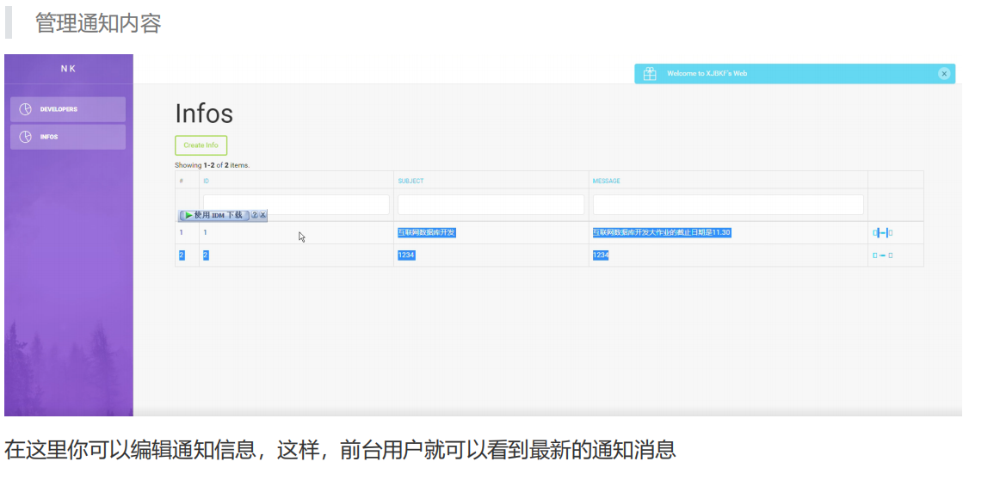 管理通知内容
NK
Welcome to XJBKF's Web
DEVELOPERS
INFOS
Infos
Create Info
Showing 1-2 of 2 items.
# ID SUBJECT MESSAGE
使用 IDM 下载
1 1 互联网数据库开发 互联网数据库开发大作业的截止日期是11.30
2 2 1234 1234
在这里你可以编辑通知信息，这样，前台用户就可以看到最新的通知消息